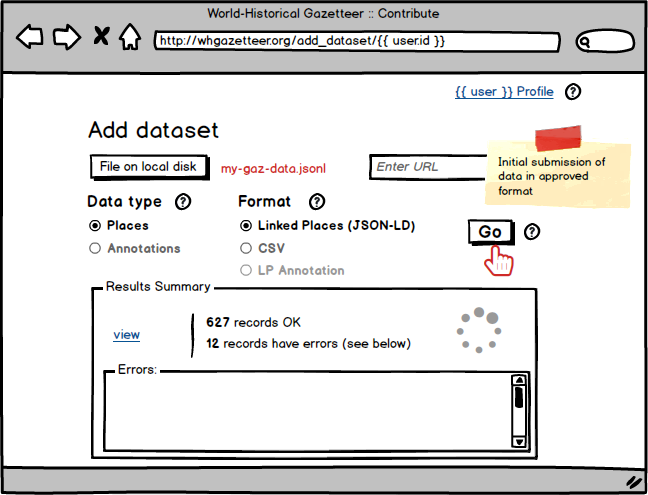 World-Historical Gazetteer :: Contribute
http://whgazetteer.org/add_dataset/{{ user.id }}
{{ user }} Profile ?
Add dataset
File on local disk my-gaz-data.jsonl Enter URL
Initial submission of
data in approved
format
Data type ? Format ?
Places Linked Places (JSON-LD) Go ?
Annotations CSV
LP Annotation
Results Summary
view 627 records OK
12 records have errors (see below)
Errors: